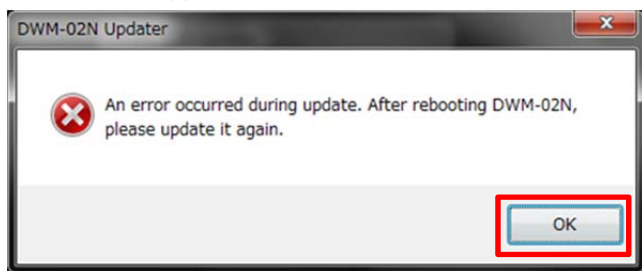 DWM-02N Updater
An error occurred during update. After rebooting DWM-02N,
please update it again.
OK